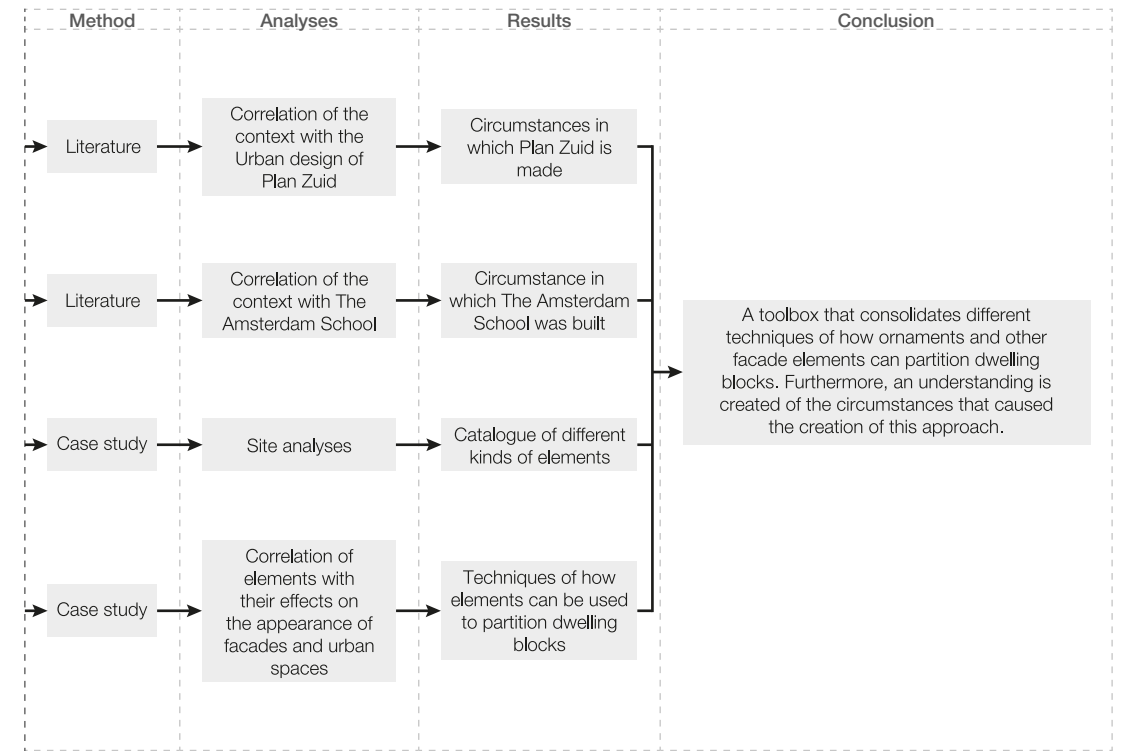 Method
Analyses
Results
Conclusion
Literature
Correlation of the
context with the
Urban design of
Plan Zuid
Circumstances in
which Plan Zuid is
made
Literature
Correlation of the
context with The
Amsterdam School
Circumstance in
which The Amsterdam
School was built
Case study
Site analyses
Catalogue of different
kinds of elements
Case study
Correlation of
elements with
their effects on
the appearance of
facades and urban
spaces
Techniques of how
elements can be used
to partition dwelling
blocks
A toolbox that consolidates different
techniques of how ornaments and other
facade elements can partition dwelling
blocks. Furthermore, an understanding is
created of the circumstances that caused
the creation of this approach.